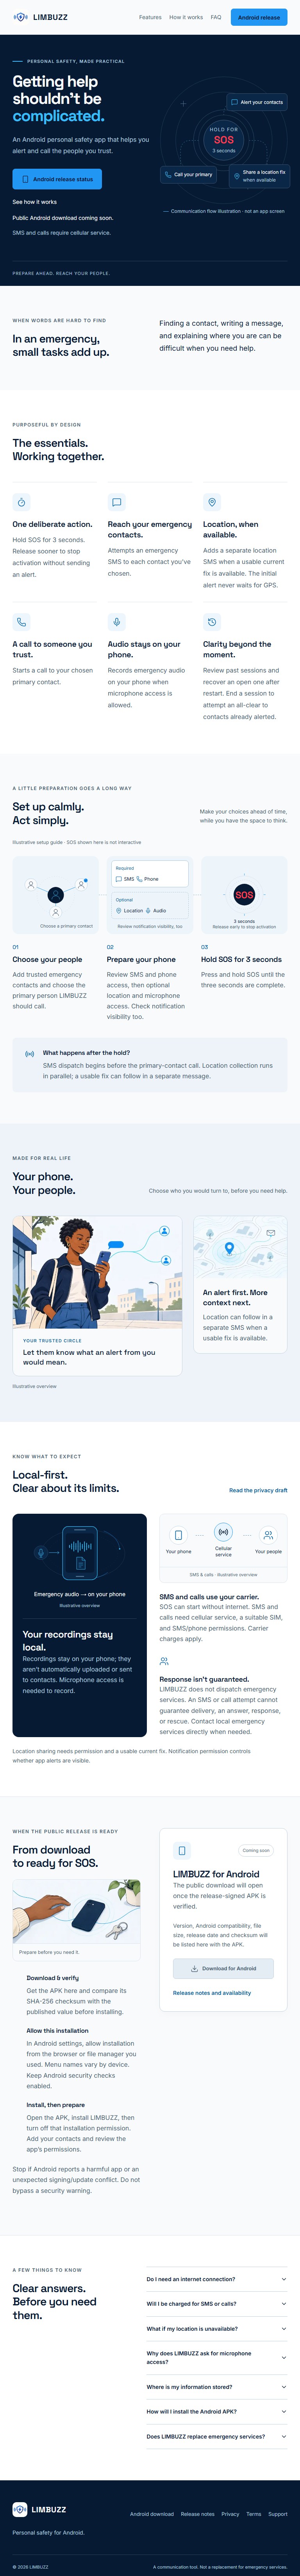 LIMBUZZ
Features How it works FAQ Android release
PERSONAL SAFETY, MADE PRACTICAL
Getting help
shouldn't be
complicated.
An Android personal safety app that helps you
alert and call the people you trust.
Android release status
See how it works
Public Android download coming soon.
SMS and calls require cellular service.
Alert your contacts
HOLD FOR
SOS
3 seconds
Call your primary
Share a location fix
when available
Communication flow illustration · not an app screen
PREPARE AHEAD. REACH YOUR PEOPLE.
WHEN WORDS ARE HARD TO FIND
In an emergency,
small tasks add up.
Finding a contact, writing a message,
and explaining where you are can be
difficult when you need help.
PURPOSEFUL BY DESIGN
The essentials.
Working together.
One deliberate action.
Hold SOS for 3 seconds.
Release sooner to stop
activation without sending
an alert.
Reach your emergency
contacts.
Attempts an emergency
SMS to each contact you've
chosen.
Location, when
available.
Adds a separate location
SMS when a usable current
fix is available. The initial
alert never waits for GPS.
A call to someone you
trust.
Starts a call to your chosen
primary contact.
Audio stays on your
phone.
Records emergency audio
on your phone when
microphone access is
allowed.
Clarity beyond the
moment.
Review past sessions and
recover an open one after
restart. End a session to
attempt an all-clear to
contacts already alerted.
A LITTLE PREPARATION GOES A LONG WAY
Set up calmly.
Act simply.
Make your choices ahead of time,
while you have the space to think.
Illustrative setup guide · SOS shown here is not interactive
Choose a primary contact
Required
SMS Phone
Optional
Location Audio
Review notification visibility, too
SOS
3 seconds
Release early to stop activation
01
Choose your people
Add trusted emergency
contacts and choose the
primary person LIMBUZZ
should call.
02
Prepare your phone
Review SMS and phone
access, then optional
location and microphone
access. Check notification
visibility too.
03
Hold SOS for 3 seconds
Press and hold SOS until the
three seconds are complete.
What happens after the hold?
SMS dispatch begins before the primary-contact call. Location collection runs
in parallel; a usable fix can follow in a separate message.
MADE FOR REAL LIFE
Your phone.
Your people.
Choose who you would turn to, before you need help.
YOUR TRUSTED CIRCLE
Let them know what an alert from you
would mean.
An alert first. More
context next.
Location can follow in a
separate SMS when a
usable fix is available.
Illustrative overview
KNOW WHAT TO EXPECT
Local-first.
Clear about its limits.
Read the privacy draft
Emergency audio → on your phone
Illustrative overview
Your recordings stay
local.
Recordings stay on your phone; they
aren't automatically uploaded or sent
to contacts. Microphone access is
needed to record.
Your phone
Cellular
service
Your people
SMS & calls · illustrative overview
SMS and calls use your carrier.
SOS can start without internet. SMS and
calls need cellular service, a suitable SIM,
and SMS/phone permissions. Carrier
charges apply.
Response isn't guaranteed.
LIMBUZZ does not dispatch emergency
services. An SMS or call attempt cannot
guarantee delivery, an answer, response,
or rescue. Contact local emergency
services directly when needed.
Location sharing needs permission and a usable current fix. Notification permission controls
whether app alerts are visible.
WHEN THE PUBLIC RELEASE IS READY
From download
to ready for SOS.
Prepare before you need it.
Download & verify
Get the APK here and compare its
SHA-256 checksum with the
published value before installing.
Allow this installation
In Android settings, allow installation
from the browser or file manager you
used. Menu names vary by device.
Keep Android security checks
enabled.
Install, then prepare
Open the APK, install LIMBUZZ, then
turn off that installation permission.
Add your contacts and review the
app's permissions.
Stop if Android reports a harmful app or an
unexpected signing/update conflict. Do not
bypass a security warning.
Coming soon
LIMBUZZ for Android
The public download will open
once the release-signed APK is
verified.
Version, Android compatibility, file
size, release date and checksum will
be listed here with the APK.
Download for Android
Release notes and availability
A FEW THINGS TO KNOW
Clear answers.
Before you need
them.
Do I need an internet connection?
Will I be charged for SMS or calls?
What if my location is unavailable?
Why does LIMBUZZ ask for microphone
access?
Where is my information stored?
How will I install the Android APK?
Does LIMBUZZ replace emergency services?
LIMBUZZ
Personal safety for Android.
Android download Release notes Privacy Terms Support
© 2026 LIMBUZZ
A communication tool. Not a replacement for emergency services.